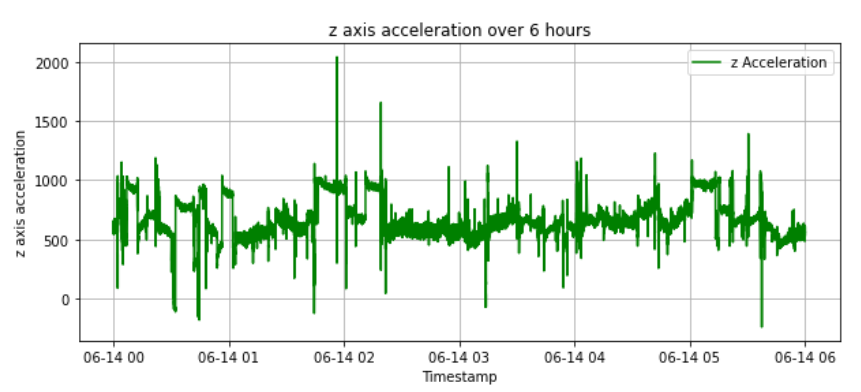 z axis acceleration over 6 hours
z Acceleration
z axis acceleration
2000
1500
1000
500
0
06-14 00 06-14 01 06-14 02 06-14 03 06-14 04 06-14 05 06-14 06
Timestamp